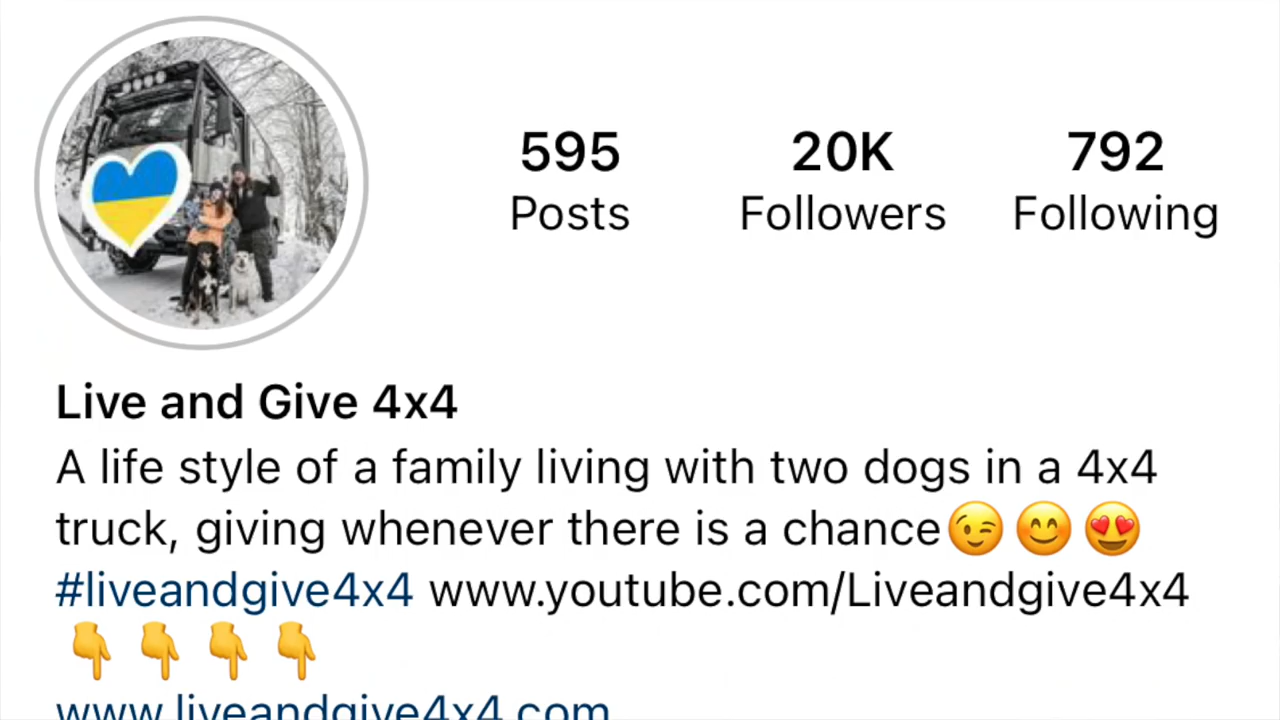 595 20K 792
Posts Followers Following
Live and Give 4x4
A life style of a family living with two dogs in a 4x4
truck, giving whenever there is a chance😉 😊 😍
#liveandgive4x4 www.youtube.com/Liveandgive4x4
👇 👇 👇 👇
www.liveandgive4x4.com